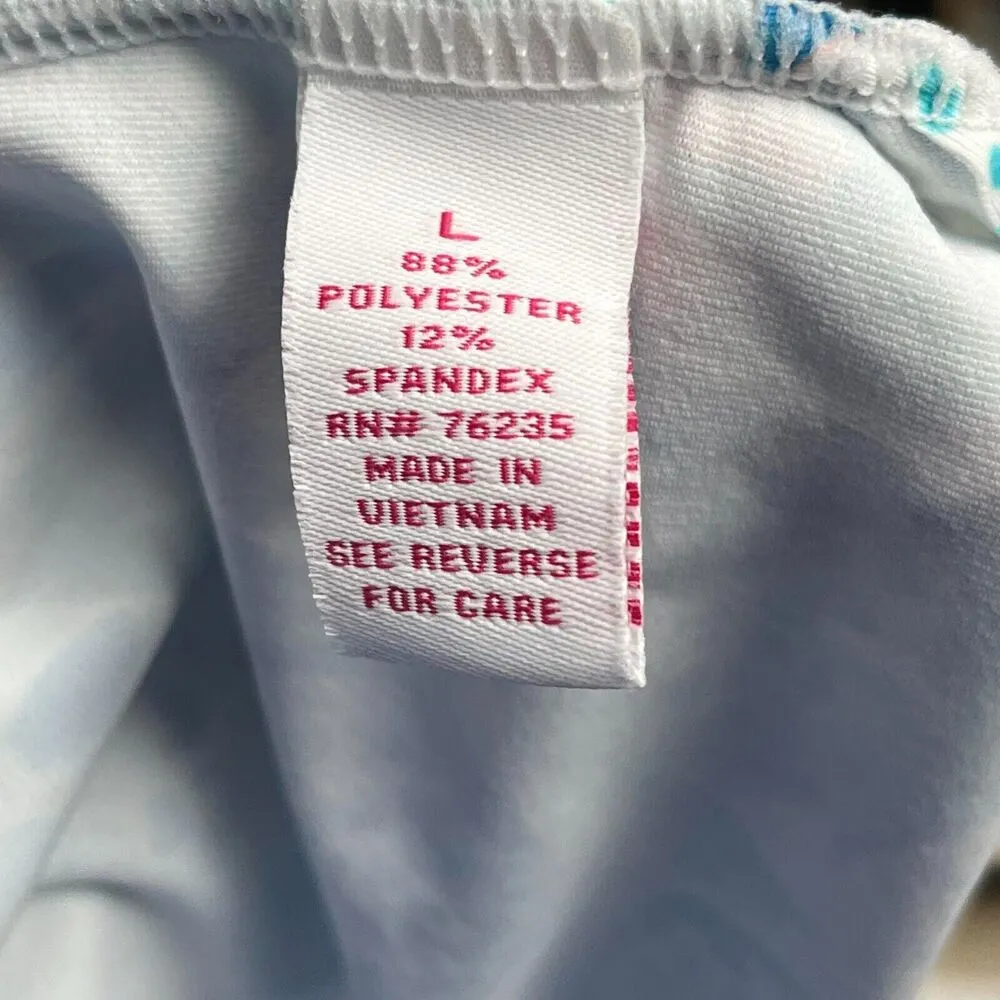 L
88%
POLYESTER
12%
SPANDEX
RN# 76235
MADE IN
VIETNAM
SEE REVERSE
FOR CARE